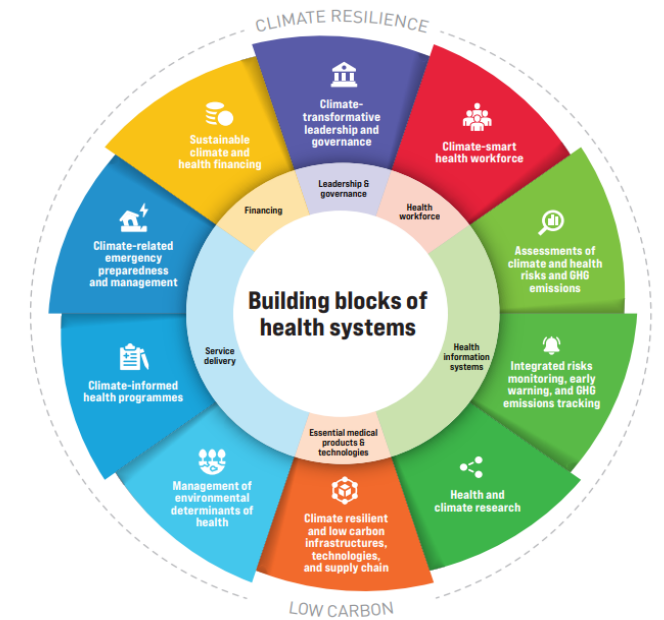 CLIMATE RESILIENCE
Climate-
transformative
leadership and
governance
Climate-smart
health workforce
Assessments of
climate and health
risks and GHG
emissions
Integrated risks
monitoring, early
warning, and GHG
emissions tracking
Health and
climate research
Climate resilient
and low carbon
infrastructures,
technologies,
and supply chain
Management of
environmental
determinants of
health
Climate-informed
health programmes
Climate-related
emergency
preparedness
and management
Sustainable
climate and
health financing
Leadership &
governance
Health
workforce
Health
information
systems
Essential medical
products &
technologies
Service
delivery
Financing
Building blocks of
health systems
LOW CARBON